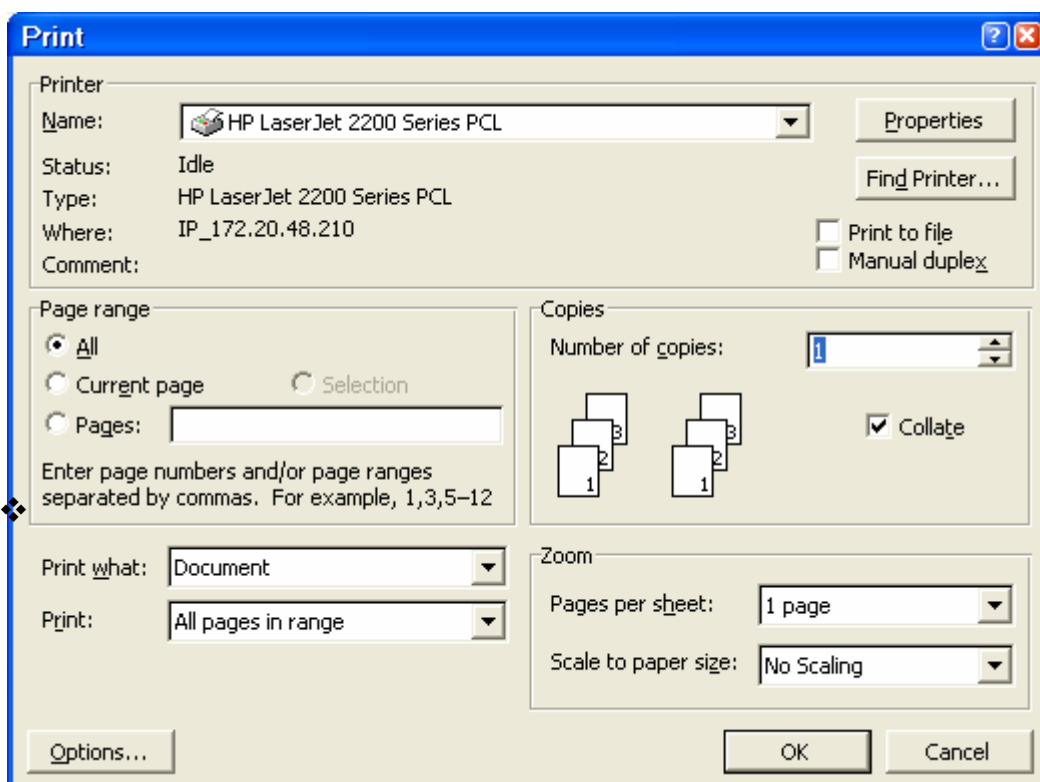 Print
Printer
Name: HP LaserJet 2200 Series PCL Properties
Status: Idle
Find Printer...
Type: HP LaserJet 2200 Series PCL
Where: IP_172.20.48.210
Print to file
Comment:
Manual duplex
Page range
All
Current page Selection
Pages:
Enter page numbers and/or page ranges
separated by commas. For example, 1,3,5–12
Copies
Number of copies: 1
3 3
2 2
1 1
Collate
Print what: Document
Print: All pages in range
Zoom
Pages per sheet: 1 page
Scale to paper size: No Scaling
Options... OK Cancel